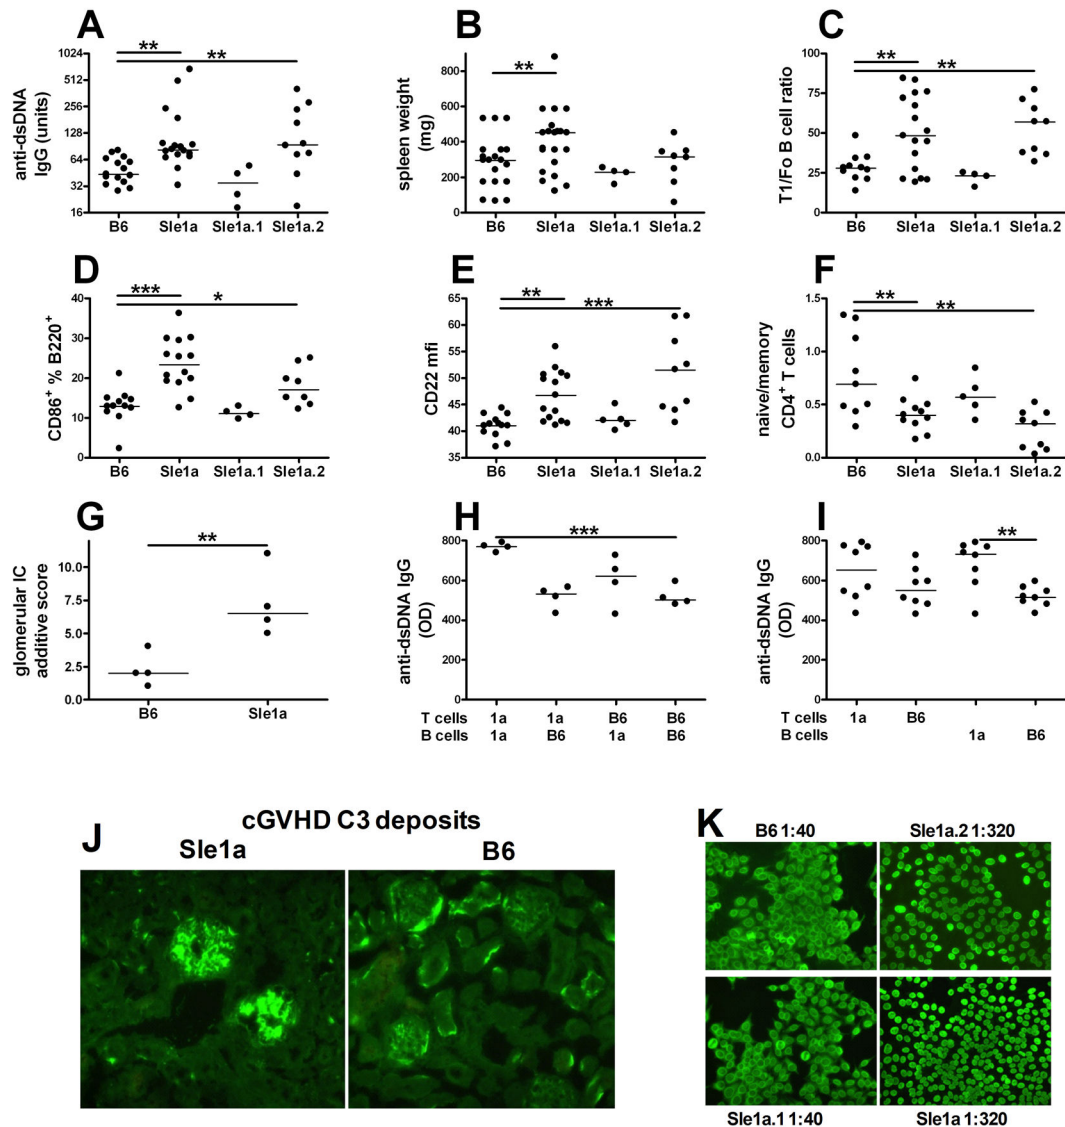 A
anti-dsDNA
IgG (units)
1024
512
256
128
64
32
16
**
**
B6
Sle1a
Sle1a.1
Sle1a.2
B
spleen weight
(mg)
800
600
400
200
0
**
B6
Sle1a
Sle1a.1
Sle1a.2
C
T1/Fo B cell ratio
100
75
50
25
0
**
**
B6
Sle1a
Sle1a.1
Sle1a.2
D
CD86+ % B220+
40
30
20
10
0
***
*
B6
Sle1a
Sle1a.1
Sle1a.2
E
CD22 mfi
65
60
55
50
45
40
35
**
***
B6
Sle1a
Sle1a.1
Sle1a.2
F
naive/memory
CD4+ T cells
1.5
1.0
0.5
0.0
**
**
B6
Sle1a
Sle1a.1
Sle1a.2
G
glomerular IC
additive score
10.0
7.5
5.0
2.5
0.0
**
B6
Sle1a
H
anti-dsDNA IgG
(OD)
800
600
400
200
0
***
T cells 1a 1a B6 B6
B cells 1a B6 1a B6
I
anti-dsDNA IgG
(OD)
800
600
400
200
0
**
T cells 1a B6
B cells 1a B6
J
cGVHD C3 deposits
Sle1a B6
K
B6 1:40 Sle1a.2 1:320
Sle1a.1 1:40 Sle1a 1:320